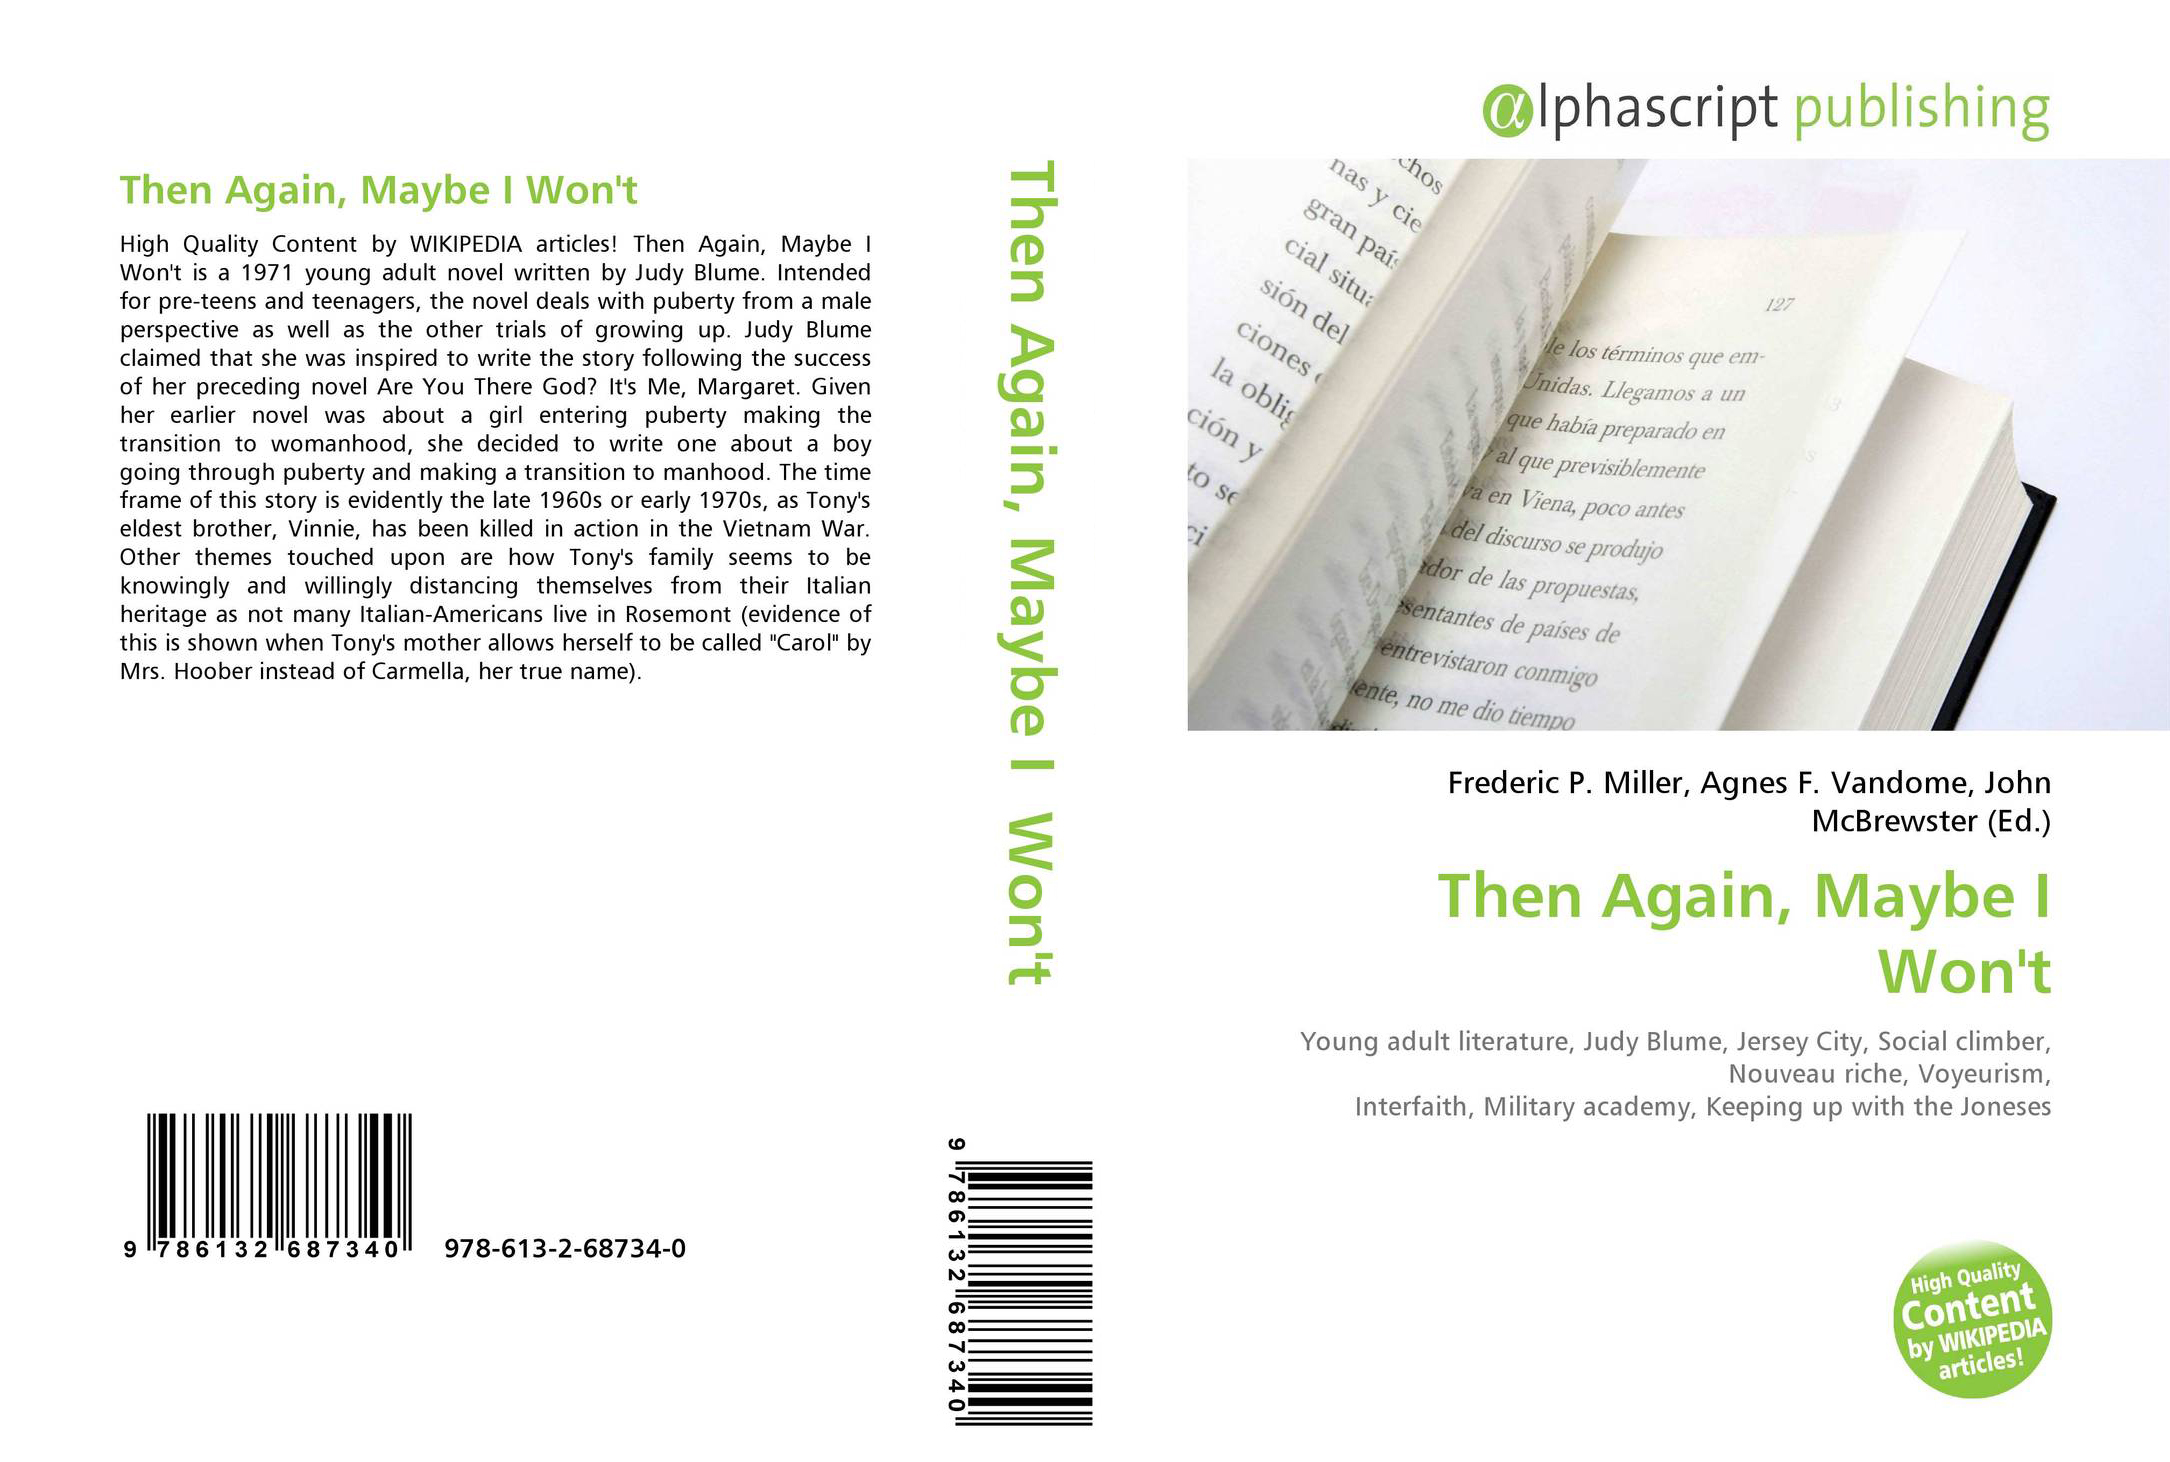 Then Again, Maybe I Won't
High Quality Content by WIKIPEDIA articles! Then Again, Maybe I
Won't is a 1971 young adult novel written by Judy Blume. Intended
for pre-teens and teenagers, the novel deals with puberty from a male
perspective as well as the other trials of growing up. Judy Blume
claimed that she was inspired to write the story following the success
of her preceding novel Are You There God? It's Me, Margaret. Given
her earlier novel was about a girl entering puberty making the
transition to womanhood, she decided to write one about a boy
going through puberty and making a transition to manhood. The time
frame of this story is evidently the late 1960s or early 1970s, as Tony's
eldest brother, Vinnie, has been killed in action in the Vietnam War.
Other themes touched upon are how Tony's family seems to be
knowingly and willingly distancing themselves from their Italian
heritage as not many Italian-Americans live in Rosemont (evidence of
this is shown when Tony's mother allows herself to be called "Carol" by
Mrs. Hoober instead of Carmella, her true name).
9 786132 687340
978-613-2-68734-0
Then Again, Maybe I Won't
9 786132 687340
αlphascript publishing
chos
nas y cie
gran paí
cial situ
sión del
ciones
la oblig
ción y
to se
ci
127
le los términos que em-
Unidas. Llegamos a un
que había preparado en
al que previsiblemente
va en Viena, poco antes
del discurso se produjo
dor de las propuestas,
sentantes de países de
entrevistaron conmigo
ente, no me dio tiempo
Frederic P. Miller, Agnes F. Vandome, John
McBrewster (Ed.)
Then Again, Maybe I
Won't
Young adult literature, Judy Blume, Jersey City, Social climber,
Nouveau riche, Voyeurism,
Interfaith, Military academy, Keeping up with the Joneses
High Quality
Content
by WIKIPEDIA
articles!